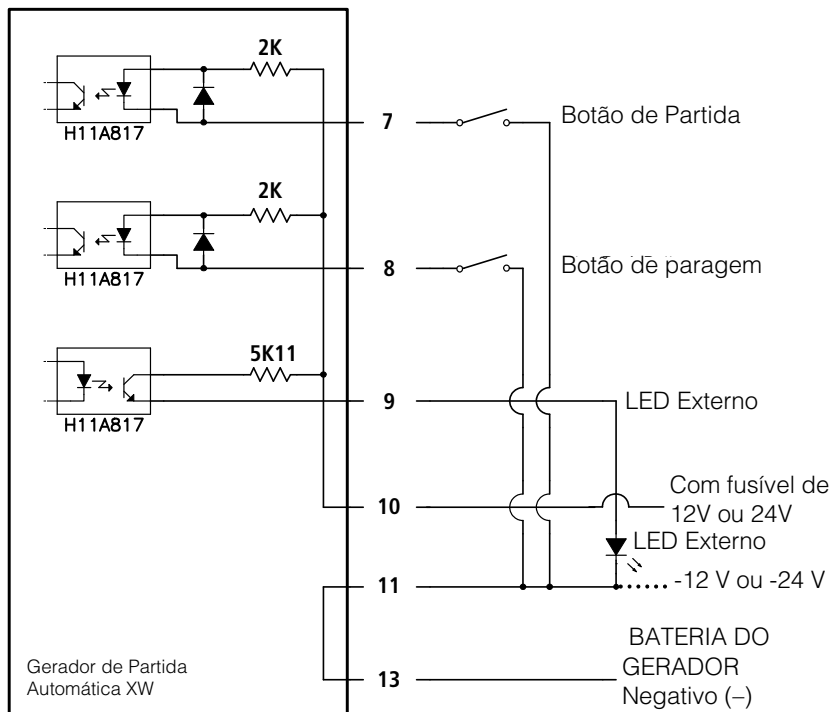 2K
H11A817
7
Botão de Partida
2K
H11A817
8
Botão de paragem
5K11
H11A817
9
LED Externo
10
Com fusível de
12V ou 24V
LED Externo
11
-12 V ou -24 V
BATERIA DO
GERADOR
Negativo (–)
13
Gerador de Partida
Automática XW